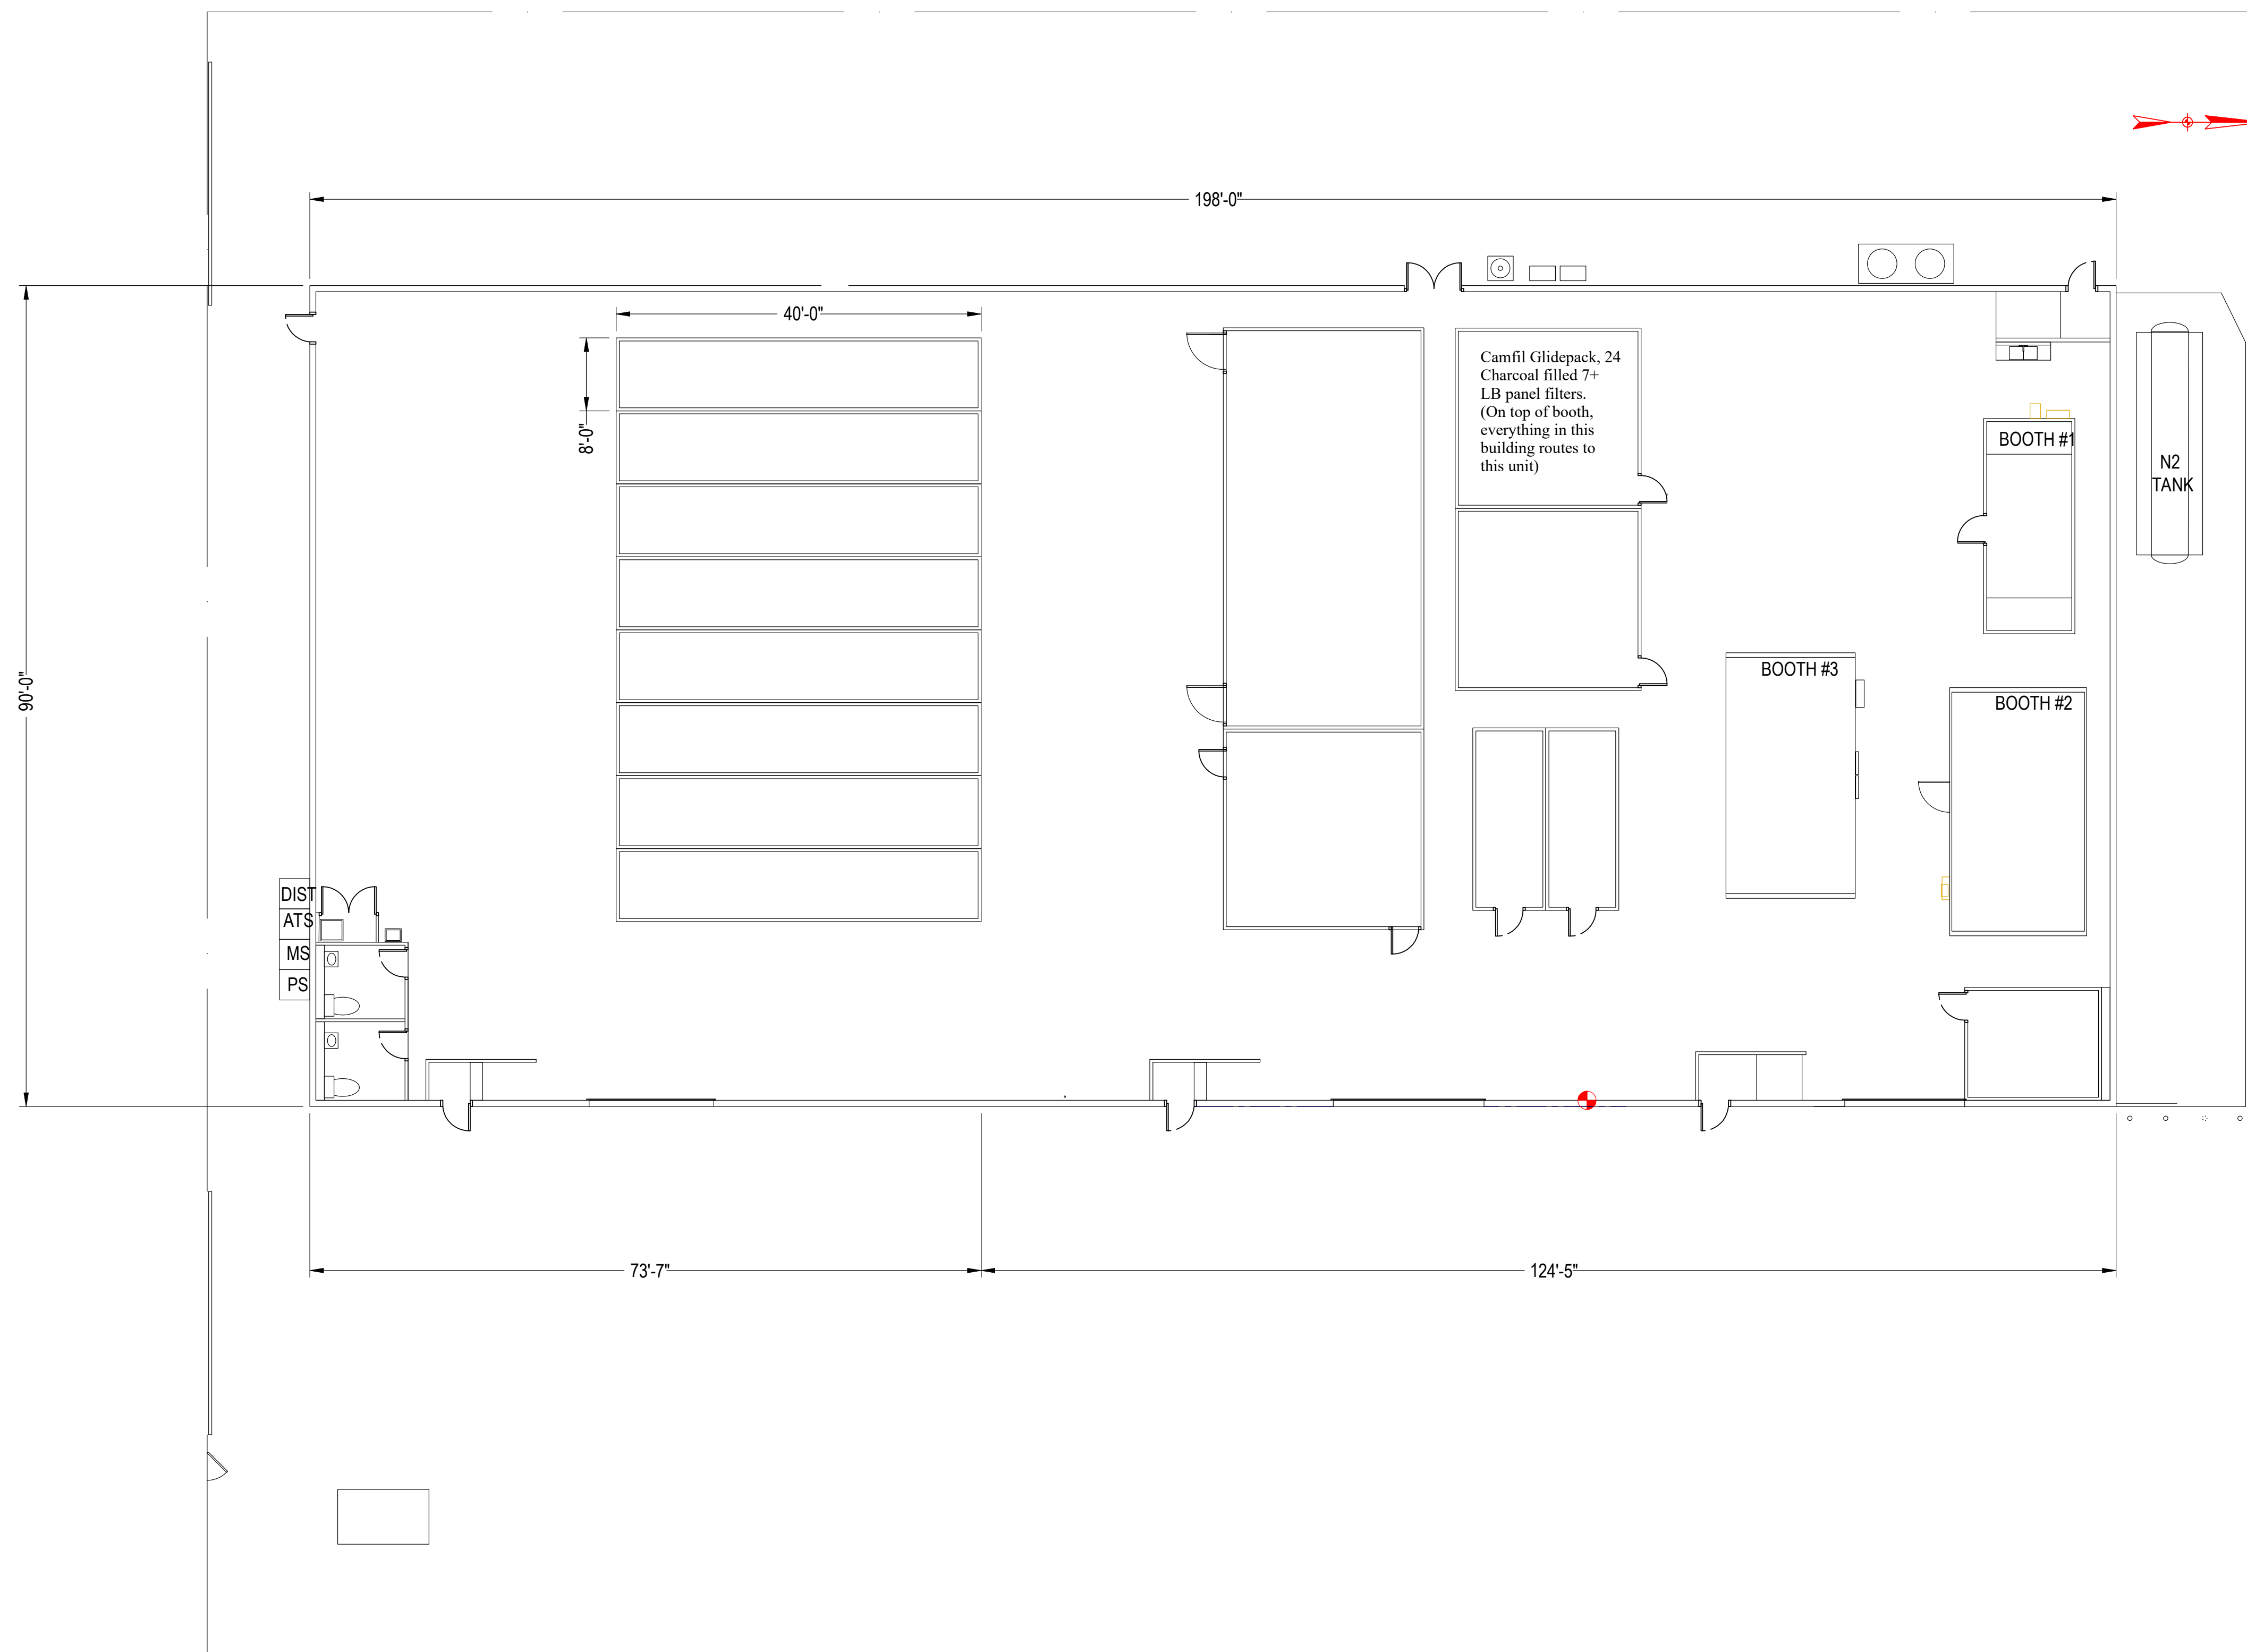 198'-0"
40'-0"
8'-0"
90'-0"
Camfil Glidepack, 24
Charcoal filled 7+
LB panel filters.
(On top of booth,
everything in this
building routes to
this unit)
BOOTH #1
N2
TANK
BOOTH #3
BOOTH #2
DIST
ATS
MS
PS
73'-7"
124'-5"